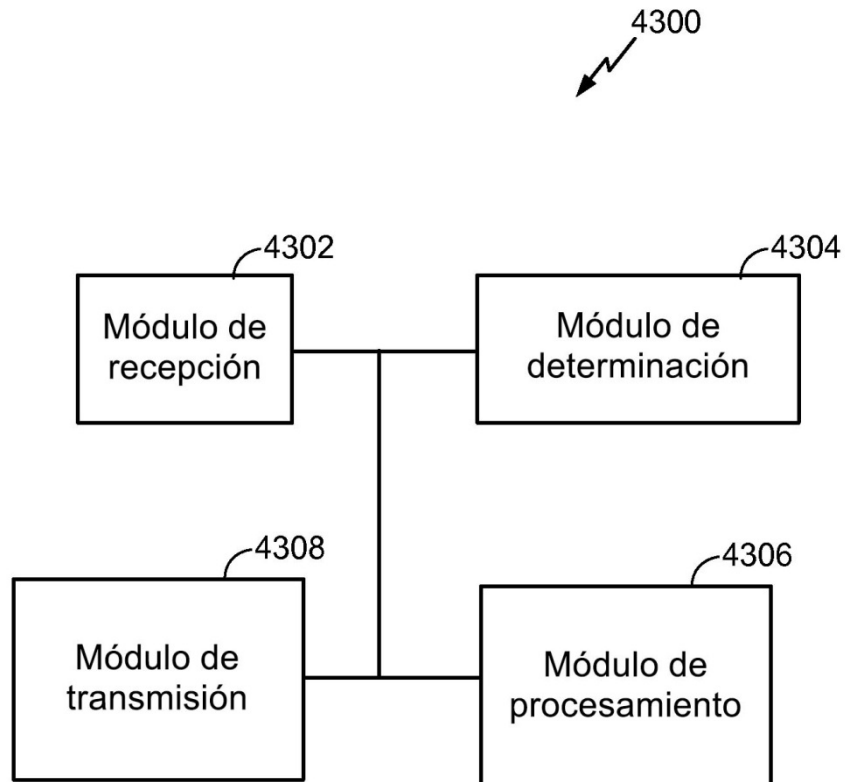 4300
4302
Módulo de
recepción
4304
Módulo de
determinación
4308
Módulo de
transmisión
4306
Módulo de
procesamiento